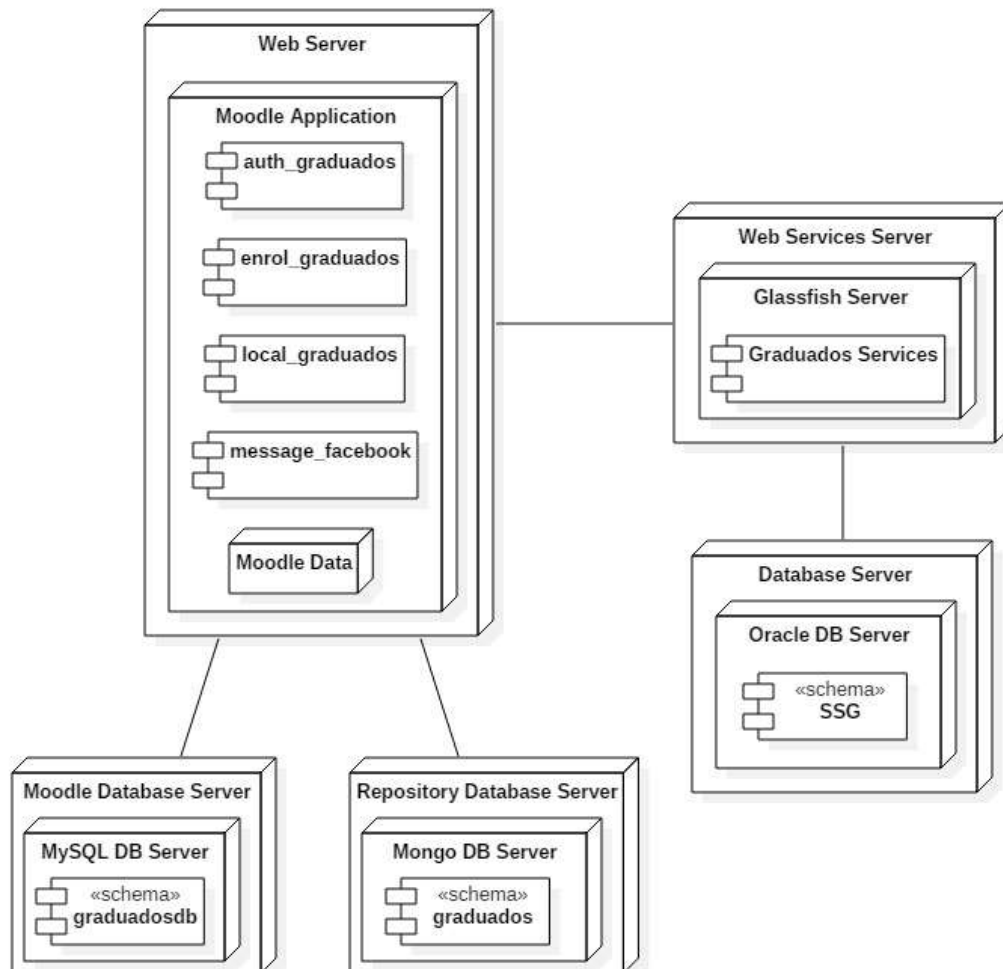 Web Server
Moodle Application
auth_graduados
enrol_graduados
local_graduados
message_facebook
Moodle Data
Web Services Server
Glassfish Server
Graduados Services
Database Server
Oracle DB Server
«schema»
SSG
Moodle Database Server
MySQL DB Server
«schema»
graduadosdb
Repository Database Server
Mongo DB Server
«schema»
graduados